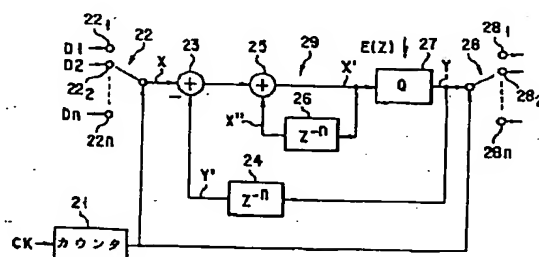 22₁
D1
D2
22₂
Dn
22n
22
X
23
−
25
29
X'
E(Z)
27
Q
Y
28
28₁
28₂
28n
X''
26
Z⁻ⁿ
24
Z⁻ⁿ
Y'
21
CK
カウンタ